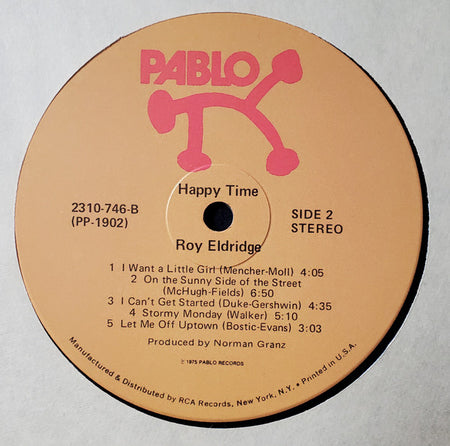 PABLO
Happy Time
2310-746-B
(PP-1902)
SIDE 2
STEREO
Roy Eldridge
1 I Want a Little Girl (Mencher-Moll) 4:05
2 On the Sunny Side of the Street
(McHugh-Fields) 6:50
3 I Can't Get Started (Duke-Gershwin) 4:35
4 Stormy Monday (Walker) 5:10
5 Let Me Off Uptown (Bostic-Evans) 3:03
Produced by Norman Granz
℗ 1975 PABLO RECORDS
Manufactured & Distributed by RCA Records, New York, N.Y. • Printed in U.S.A.